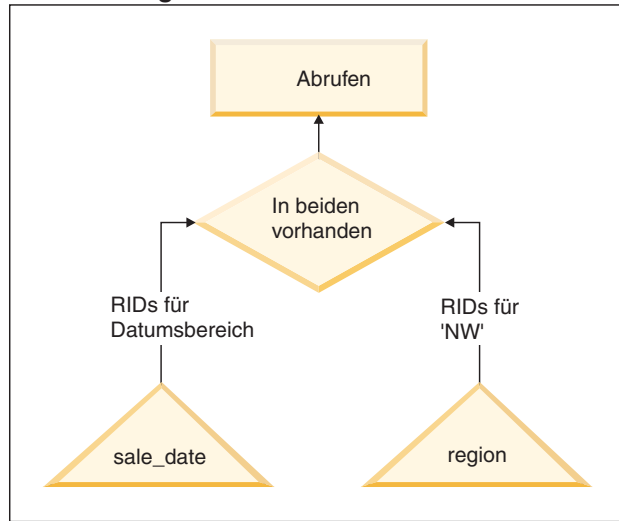 Abrufen
In beiden
vorhanden
RIDs für
Datumsbereich
RIDs für
'NW'
sale_date
region